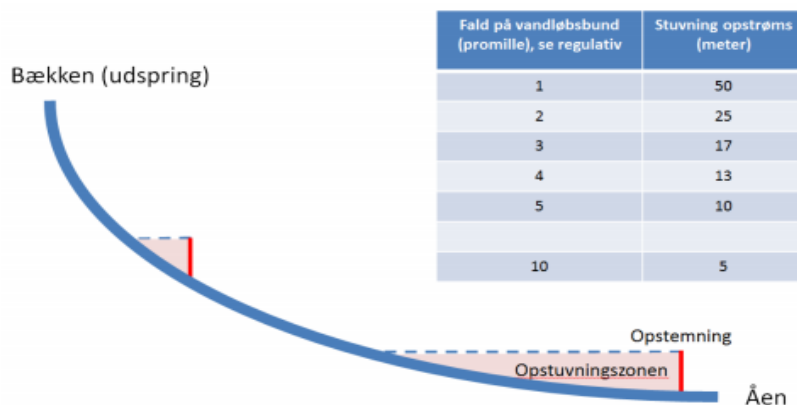 Fald på vandløbsbund Stuvning opstrøms
(promille), se regulativ (meter)
1 50
2 25
3 17
4 13
5 10
10 5
Bækken (udspring)
Opstemning
Opstuvningszonen
Åen